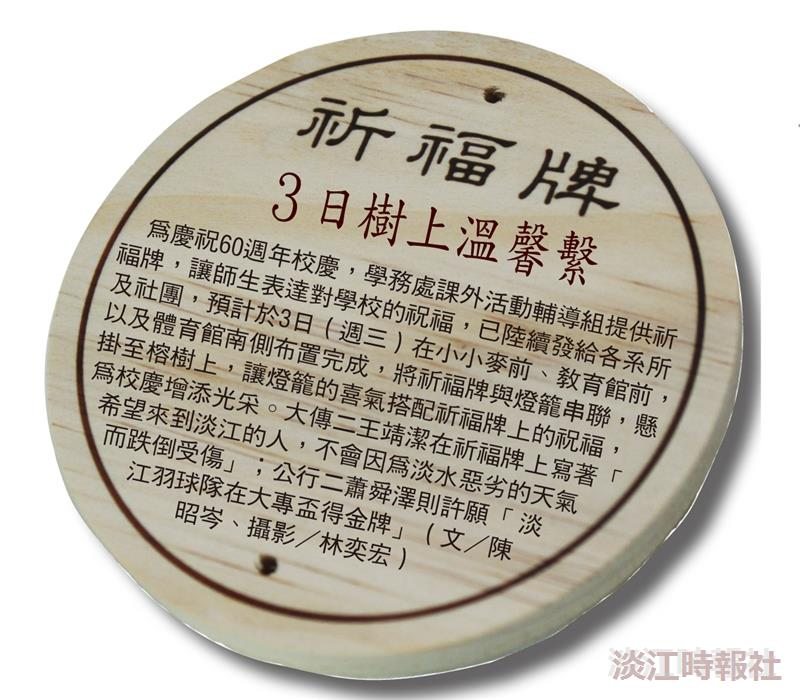 祈福牌
3日樹上溫馨繫
為慶祝60週年校慶，學務處課外活動輔導組提供祈
福牌，讓師生表達對學校的祝福，已陸續發給各系所
及社團，預計於3日（週三）在小小麥前、教育館前，
以及體育館南側布置完成，將祈福牌與燈籠串聯，懸
掛至榕樹上，讓燈籠的喜氣搭配祈福牌上的祝福，
為校慶增添光采。大傳二王靖潔在祈福牌上寫著「
希望來到淡江的人，不會因為淡水惡劣的天氣
而跌倒受傷」；公行二蕭舜澤則許願「淡
江羽球隊在大專盃得金牌」（文／陳
昭岑、攝影／林奕宏）
淡江時報社